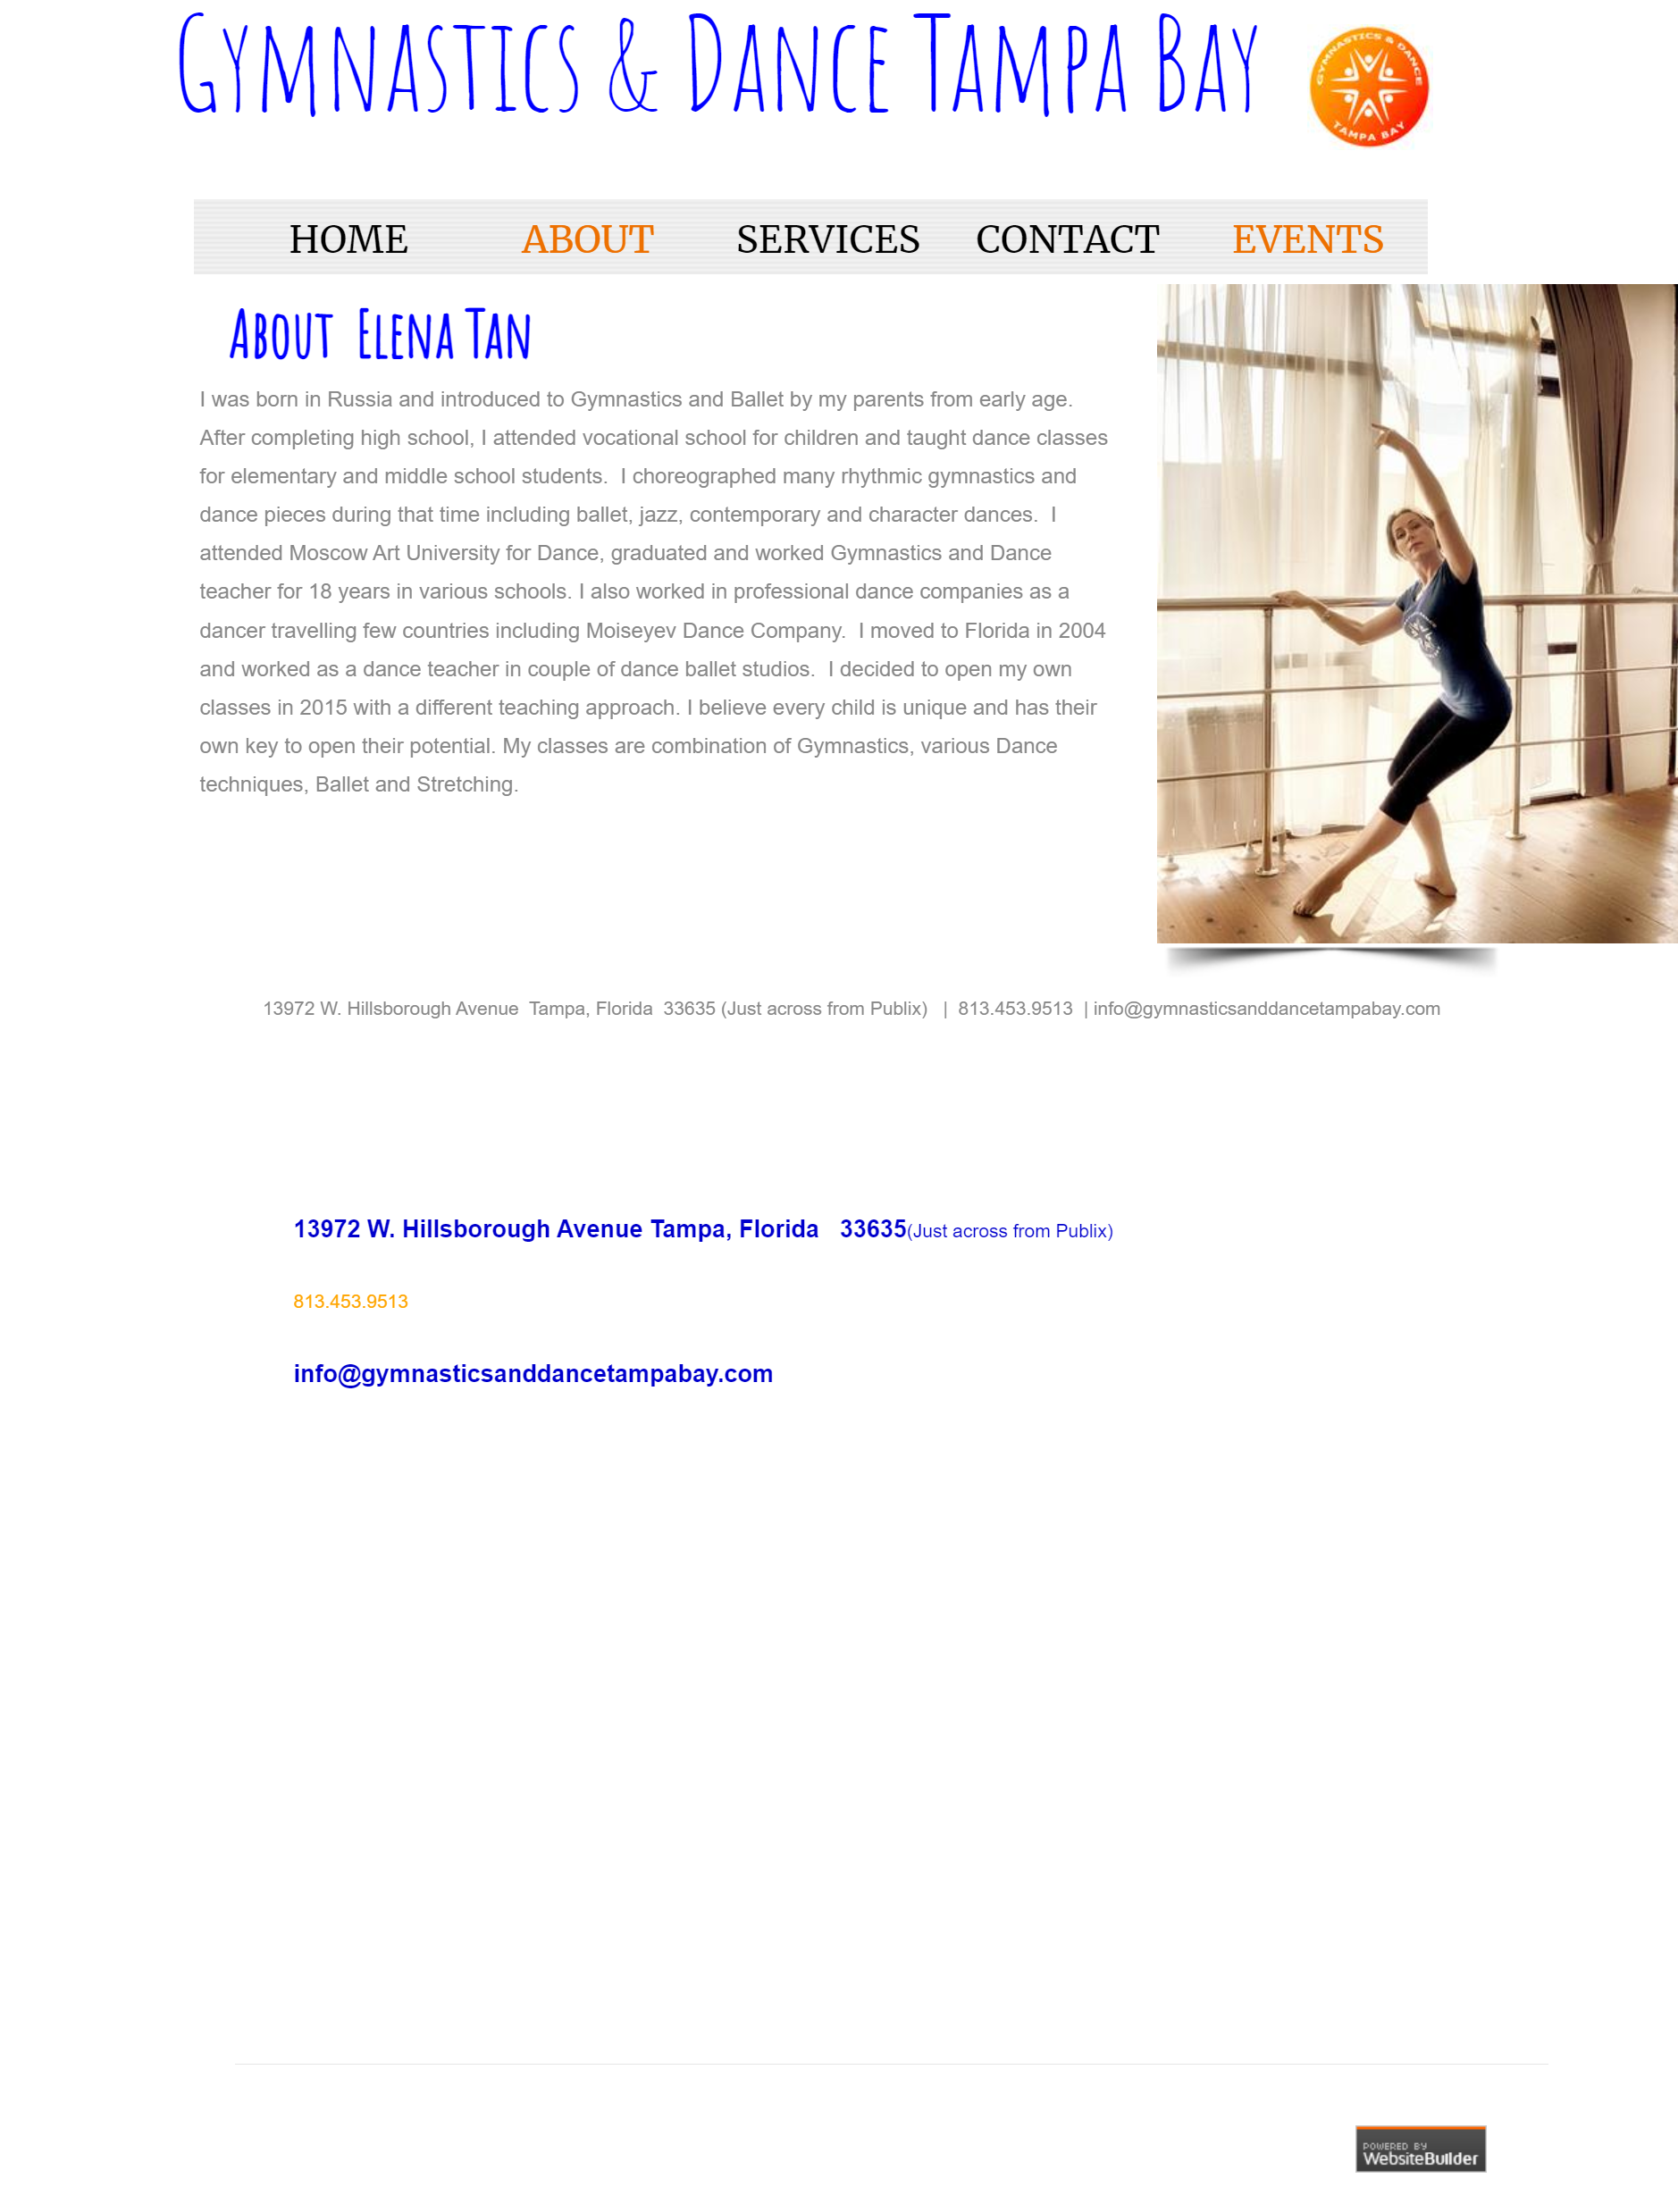 GYMNASTICS & DANCE TAMPA BAY
GYMNASTICS & DANCE
TAMPA BAY
HOME ABOUT SERVICES CONTACT EVENTS
ABOUT ELENA TAN
I was born in Russia and introduced to Gymnastics and Ballet by my parents from early age.
After completing high school, I attended vocational school for children and taught dance classes
for elementary and middle school students.  I choreographed many rhythmic gymnastics and
dance pieces during that time including ballet, jazz, contemporary and character dances.  I
attended Moscow Art University for Dance, graduated and worked Gymnastics and Dance
teacher for 18 years in various schools. I also worked in professional dance companies as a
dancer travelling few countries including Moiseyev Dance Company.  I moved to Florida in 2004
and worked as a dance teacher in couple of dance ballet studios.  I decided to open my own
classes in 2015 with a different teaching approach. I believe every child is unique and has their
own key to open their potential. My classes are combination of Gymnastics, various Dance
techniques, Ballet and Stretching.
13972 W. Hillsborough Avenue  Tampa, Florida  33635 (Just across from Publix)   |  813.453.9513  | info@gymnasticsanddancetampabay.com
13972 W. Hillsborough Avenue Tampa, Florida   33635(Just across from Publix)
813.453.9513
info@gymnasticsanddancetampabay.com
POWERED BY
WebsiteBuilder